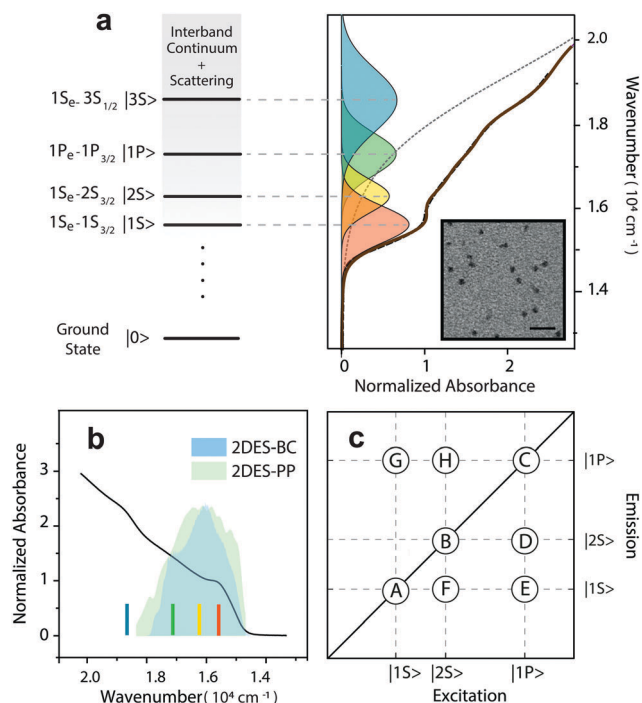 a
Interband
Continuum
+
Scattering
1Se- 3S1/2 |3S>
1Pe-1P3/2 |1P>
1Se-2S3/2 |2S>
1Se-1S3/2 |1S>
Ground
State
|0>
2.0
1.8
1.6
1.4
Wavenumber (10⁴ cm⁻¹)
0 1 2
Normalized Absorbance
b
2DES-BC
2DES-PP
3
2
1
0
Normalized Absorbance
2.0 1.8 1.6 1.4
Wavenumber( 10⁴ cm⁻¹)
c
G H C
B D
A F E
|1P>
|2S>
|1S>
Emission
|1S> |2S> |1P>
Excitation